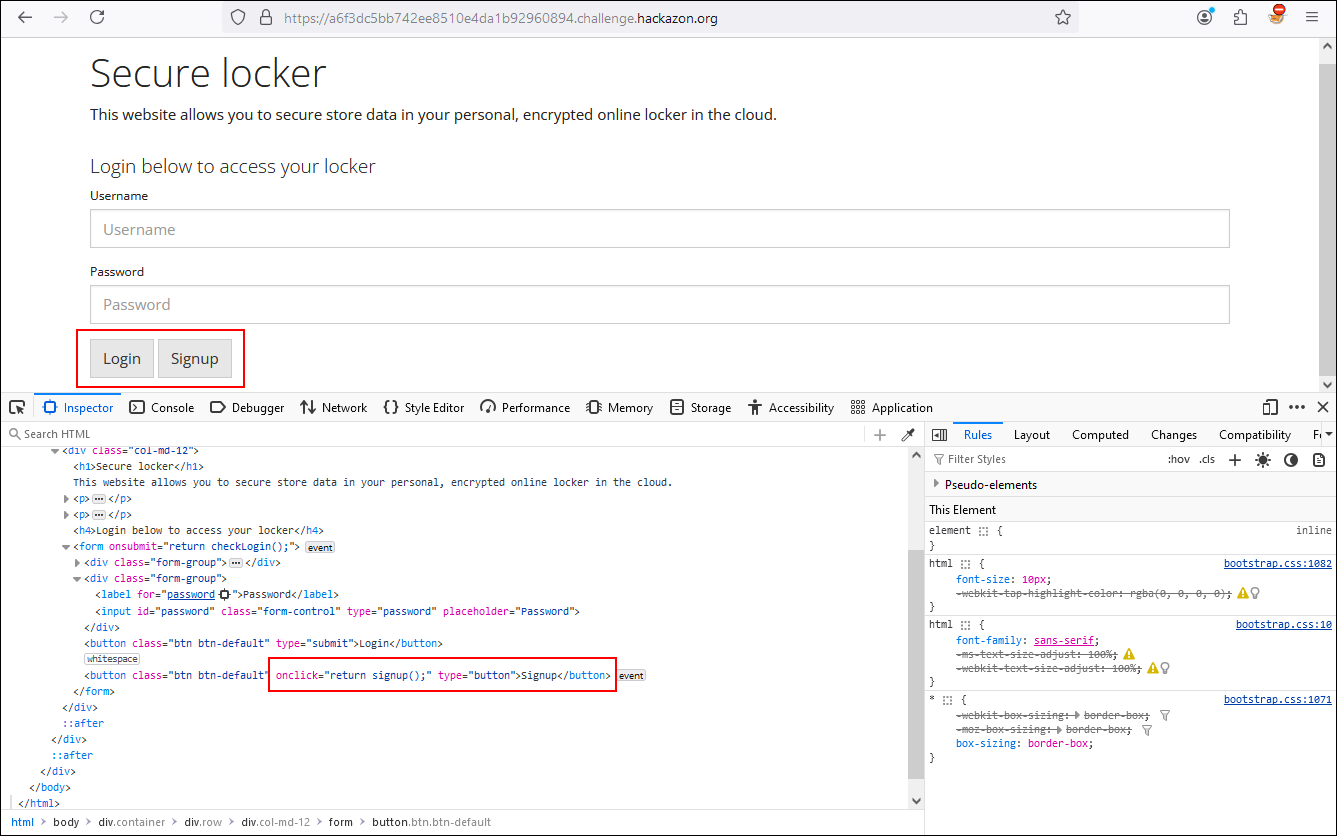 https://a6f3dc5bb742ee8510e4da1b92960894.challenge.hackazon.org
Secure locker
This website allows you to secure store data in your personal, encrypted online locker in the cloud.
Login below to access your locker
Username
Username
Password
Password
Login Signup
Inspector Console Debugger Network Style Editor Performance Memory Storage Accessibility Application
Search HTML
Rules Layout Computed Changes Compatibility
Filter Styles :hov .cls
<div class="col-md-12">
<h1>Secure locker</h1>
This website allows you to secure store data in your personal, encrypted online locker in the cloud.
<p>···</p>
<p>···</p>
<h4>Login below to access your locker</h4>
<form onsubmit="return checkLogin();"> event
<div class="form-group">···</div>
<div class="form-group">
<label for="password">Password</label>
<input id="password" class="form-control" type="password" placeholder="Password">
</div>
<button class="btn btn-default" type="submit">Login</button>
whitespace
<button class="btn btn-default" onclick="return signup();" type="button">Signup</button> event
</form>
</div>
::after
</div>
::after
</div>
</body>
</html>
html > body > div.container > div.row > div.col-md-12 > form > button.btn.btn-default
Pseudo-elements
This Element
element { inline
}
html { bootstrap.css:1082
font-size: 10px;
-webkit-tap-highlight-color: rgba(0, 0, 0, 0);
}
html { bootstrap.css:10
font-family: sans-serif;
-ms-text-size-adjust: 100%;
-webkit-text-size-adjust: 100%;
}
* { bootstrap.css:1071
-webkit-box-sizing: border-box;
-moz-box-sizing: border-box;
box-sizing: border-box;
}